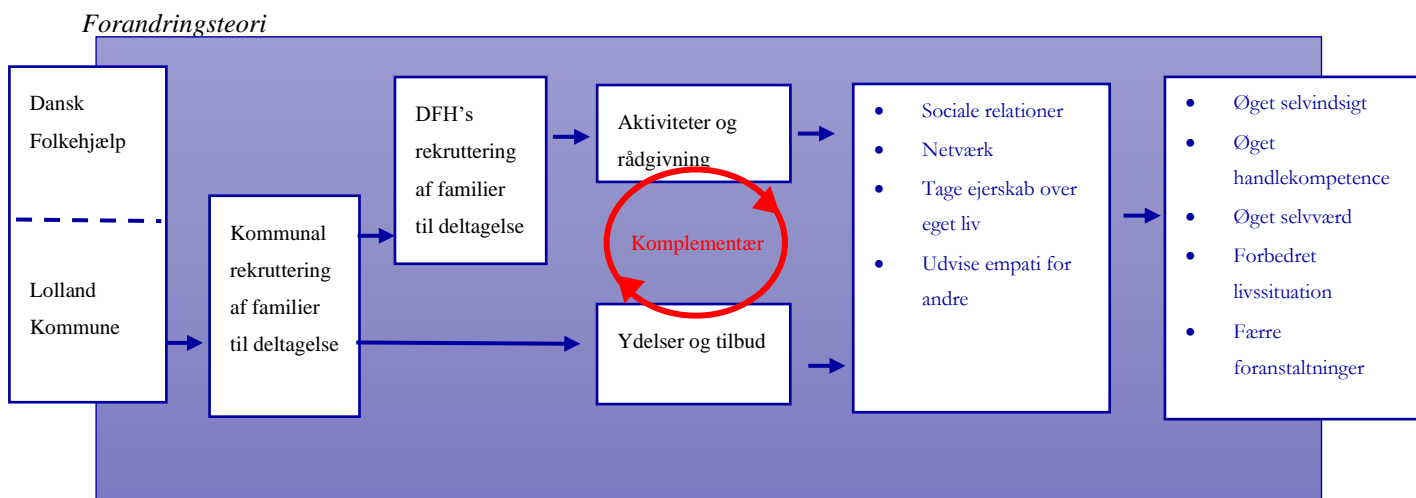 Forandringsteori
Dansk
Folkehjælp
Lolland
Kommune
Kommunal
rekruttering
af familier
til deltagelse
DFH's
rekruttering
af familier
til deltagelse
Aktiviteter og
rådgivning
Komplementær
Ydelser og tilbud
• Sociale relationer
• Netværk
• Tage ejerskab over
eget liv
• Udvise empati for
andre
• Øget selvindsigt
• Øget
handlekompetence
• Øget selvværd
• Forbedret
livssituation
• Færre
foranstaltninger